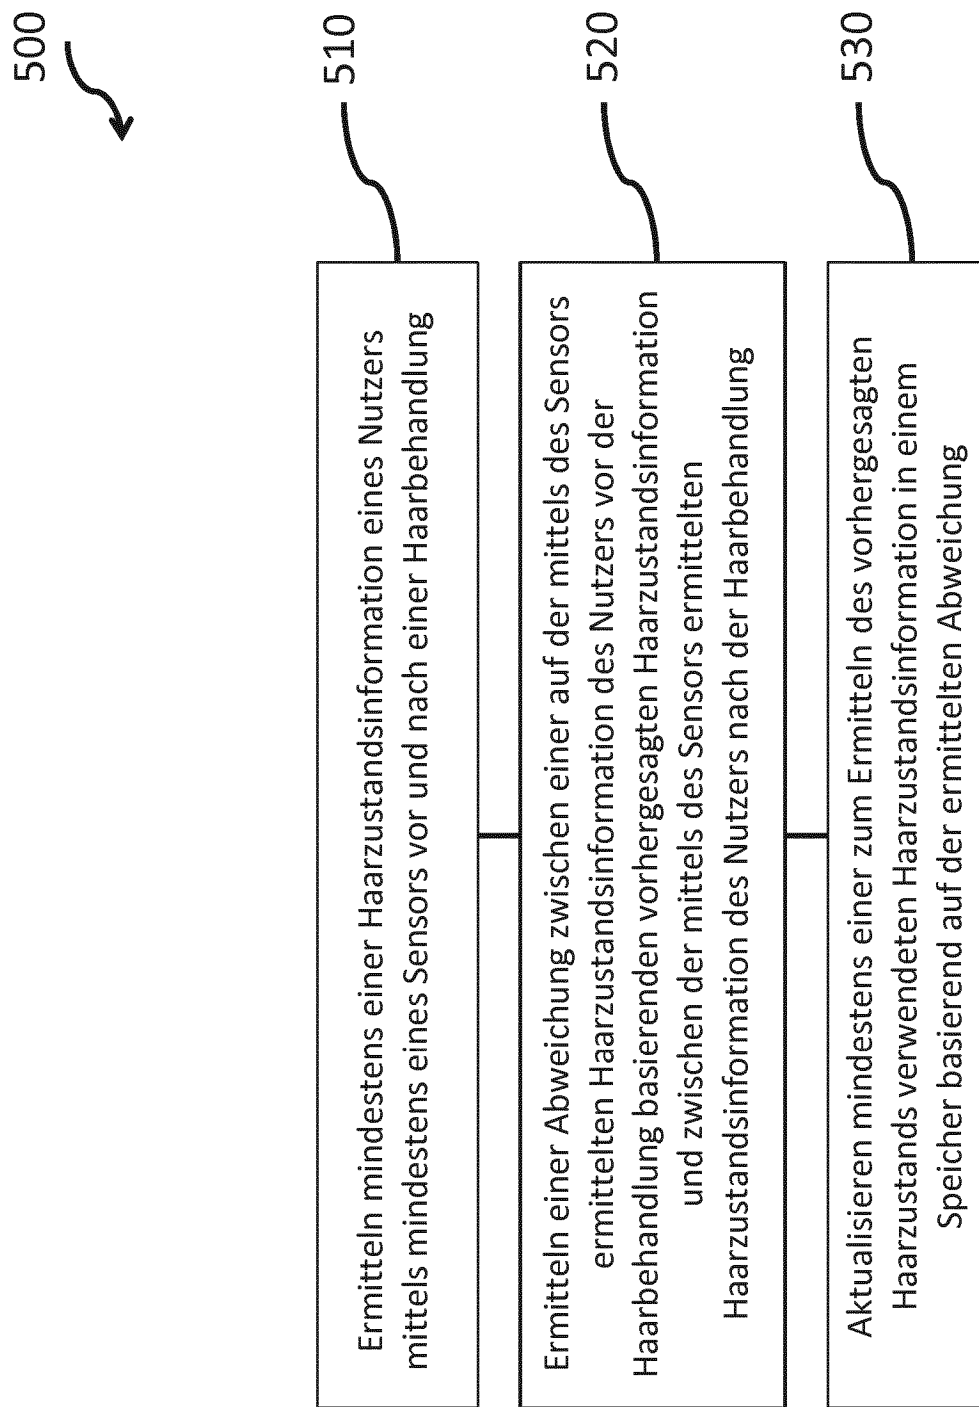 500
510
Ermitteln mindestens einer Haarzustandsinformation eines Nutzers
mittels mindestens eines Sensors vor und nach einer Haarbehandlung
520
Ermitteln einer Abweichung zwischen einer auf der mittels des Sensors
ermittelten Haarzustandsinformation des Nutzers vor der
Haarbehandlung basierenden vorhergesagten Haarzustandsinformation
und zwischen der mittels des Sensors ermittelten
Haarzustandsinformation des Nutzers nach der Haarbehandlung
530
Aktualisieren mindestens einer zum Ermitteln des vorhergesagten
Haarzustands verwendeten Haarzustandsinformation in einem
Speicher basierend auf der ermittelten Abweichung